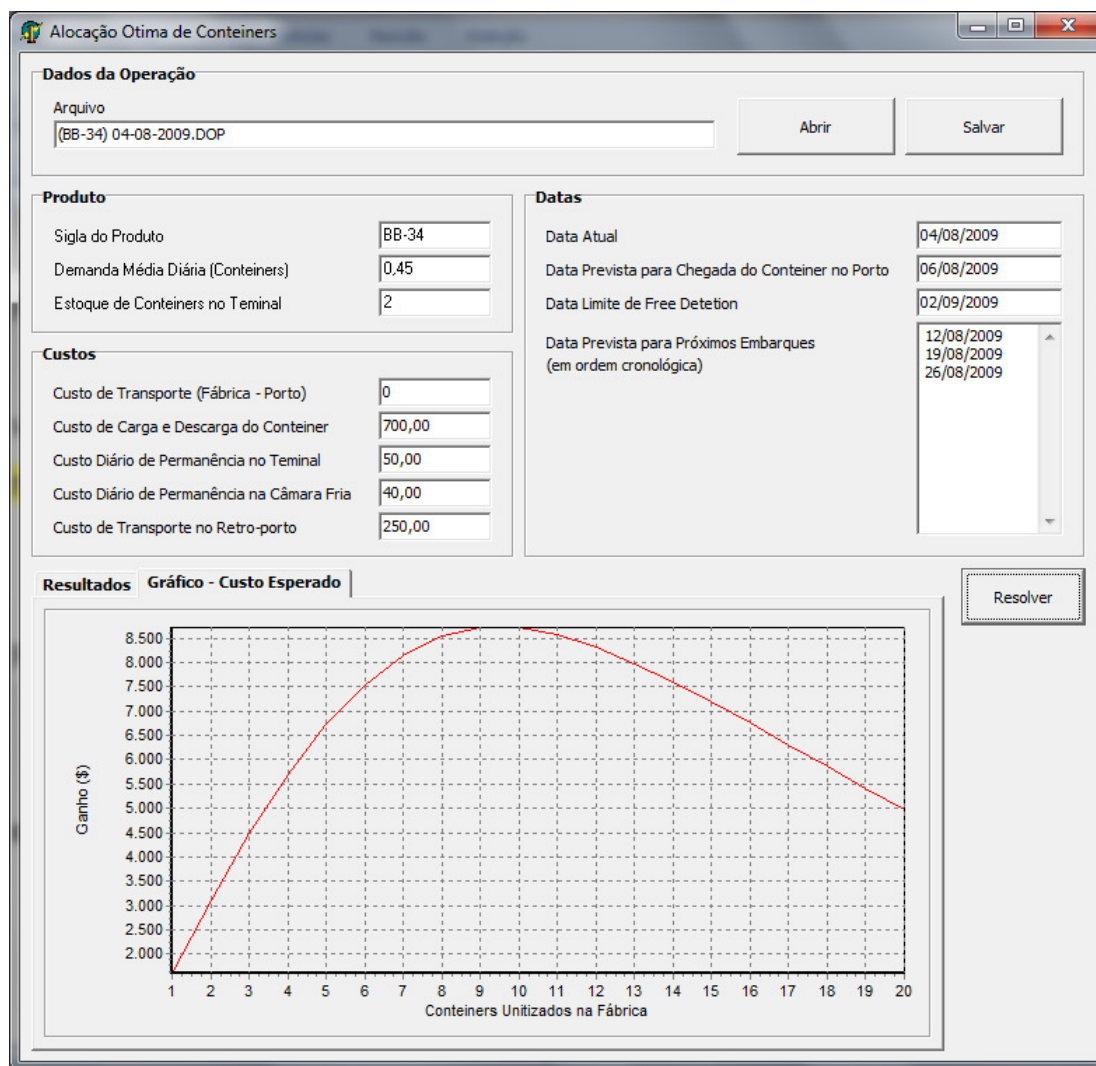 Alocação Otima de Conteiners
Dados da Operação
Arquivo
(BB-34) 04-08-2009.DOP
Abrir
Salvar
Produto
Sigla do Produto
BB-34
Demanda Média Diária (Conteiners)
0,45
Estoque de Conteiners no Teminal
2
Custos
Custo de Transporte (Fábrica - Porto)
0
Custo de Carga e Descarga do Conteiner
700,00
Custo Diário de Permanência no Teminal
50,00
Custo Diário de Permanência na Câmara Fria
40,00
Custo de Transporte no Retro-porto
250,00
Datas
Data Atual
04/08/2009
Data Prevista para Chegada do Conteiner no Porto
06/08/2009
Data Limite de Free Detetion
02/09/2009
Data Prevista para Próximos Embarques
(em ordem cronológica)
12/08/2009
19/08/2009
26/08/2009
Resultados
Gráfico - Custo Esperado
Resolver
8.500
8.000
7.500
7.000
6.500
6.000
5.500
5.000
4.500
4.000
3.500
3.000
2.500
2.000
Ganho ($)
1 2 3 4 5 6 7 8 9 10 11 12 13 14 15 16 17 18 19 20
Conteiners Unitizados na Fábrica